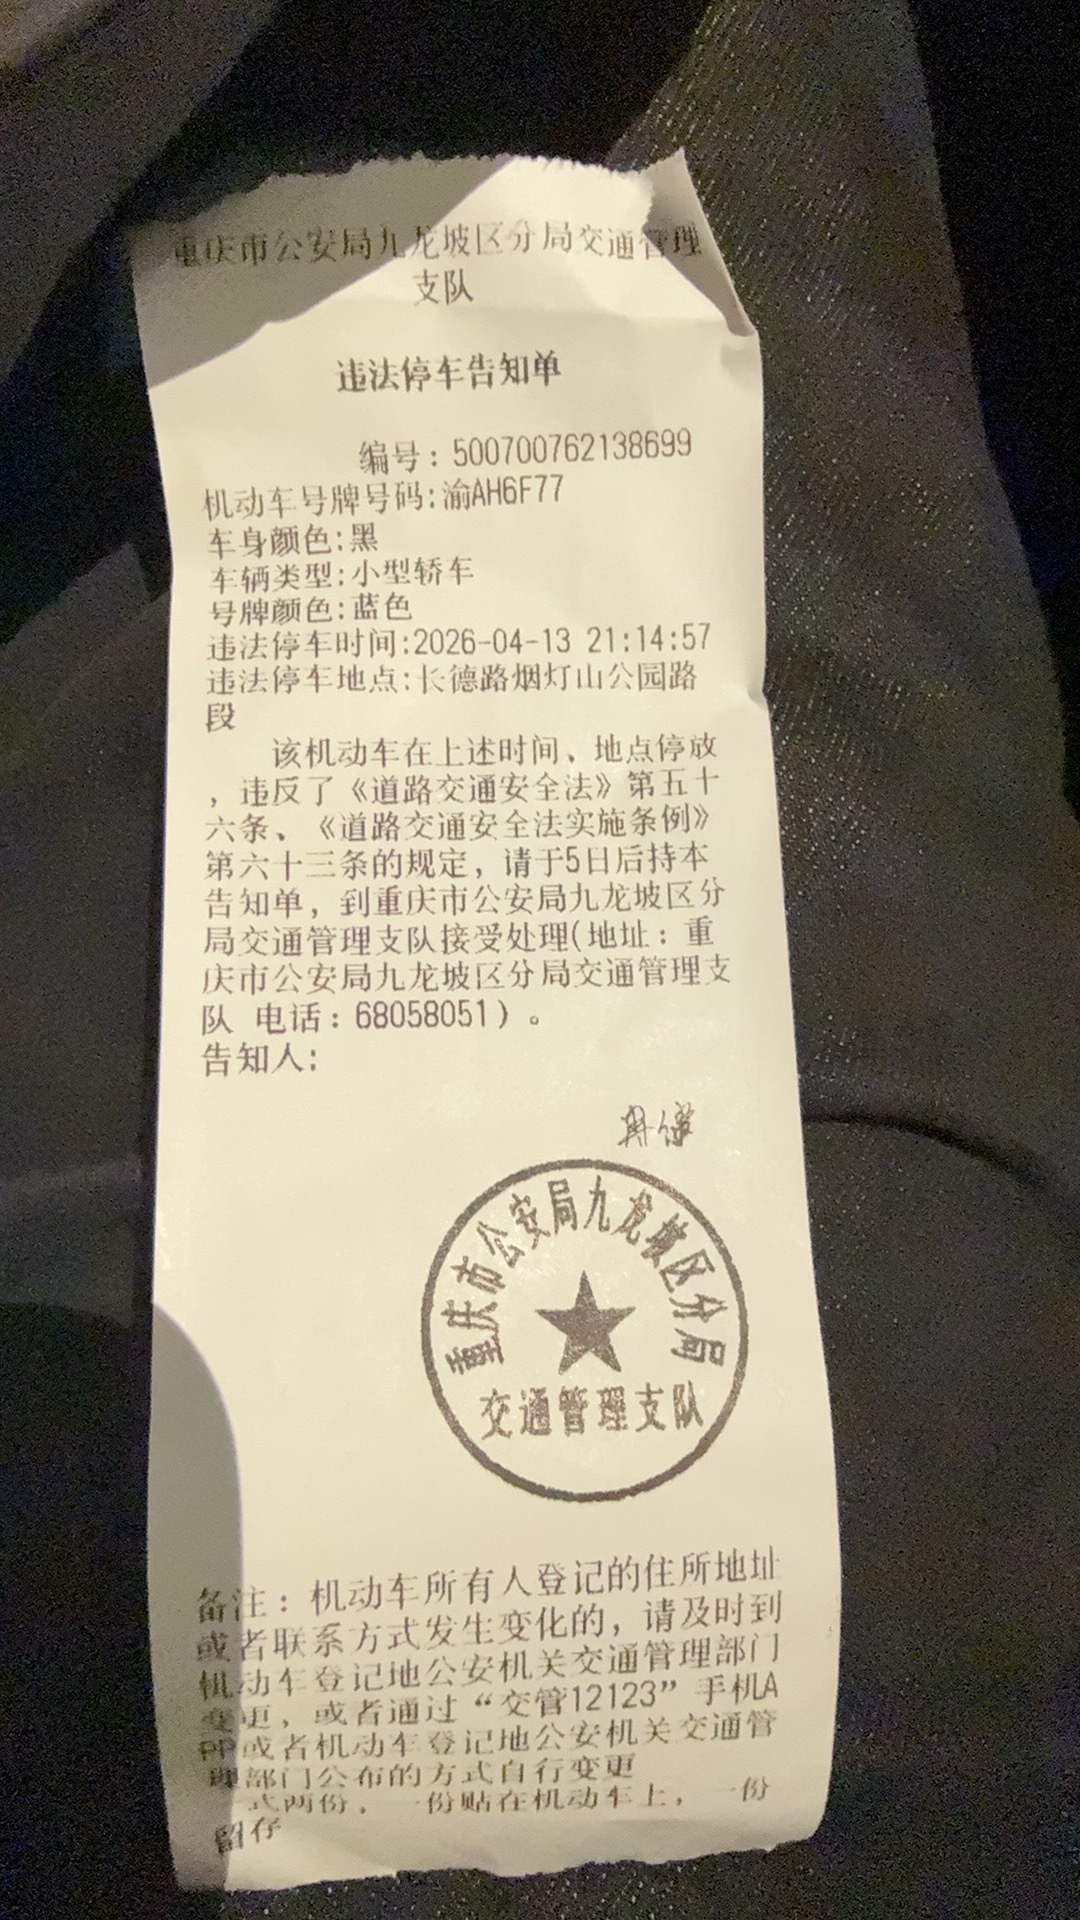 重庆市公安局九龙坡区分局交通管理
支队
违法停车告知单
编号：500700762138699
机动车号牌号码:渝AH6F77
车身颜色:黑
车辆类型:小型轿车
号牌颜色:蓝色
违法停车时间:2026-04-13 21:14:57
违法停车地点:长德路烟灯山公园路
段
该机动车在上述时间、地点停放
，违反了《道路交通安全法》第五十
六条、《道路交通安全法实施条例》
第六十三条的规定，请于5日后持本
告知单，到重庆市公安局九龙坡区分
局交通管理支队接受处理(地址：重
庆市公安局九龙坡区分局交通管理支
队 电话：68058051）。
告知人:
重庆市公安局九龙坡区分局
交通管理支队
备注：机动车所有人登记的住所地址
或者联系方式发生变化的，请及时到
机动车登记地公安机关交通管理部门
变更，或者通过“交管12123”手机A
PP或者机动车登记地公安机关交通管
理部门公布的方式自行变更
一式两份，一份贴在机动车上，一份
留存